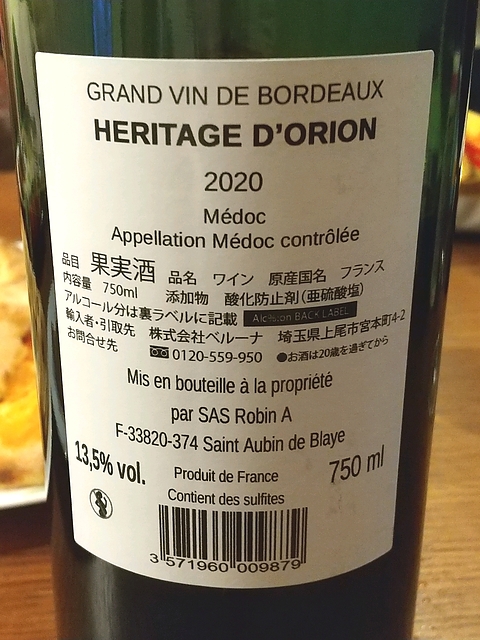 GRAND VIN DE BORDEAUX
HERITAGE D'ORION
2020
Médoc
Appellation Médoc contrôlée
品目 果実酒 品名 ワイン 原産国名 フランス
内容量 750ml 添加物 酸化防止剤(亜硫酸塩)
アルコール分は裏ラベルに記載 Alc%:on BACK LABEL
輸入者・引取先 株式会社ベルーナ 埼玉県上尾市宮本町4-2
お問合せ先 0120-559-950 ●お酒は20歳を過ぎてから
Mis en bouteille à la propriété
par SAS Robin A
F-33820-374 Saint Aubin de Blaye
13,5% vol. Produit de France 750 ml
Contient des sulfites
3 571960 009879